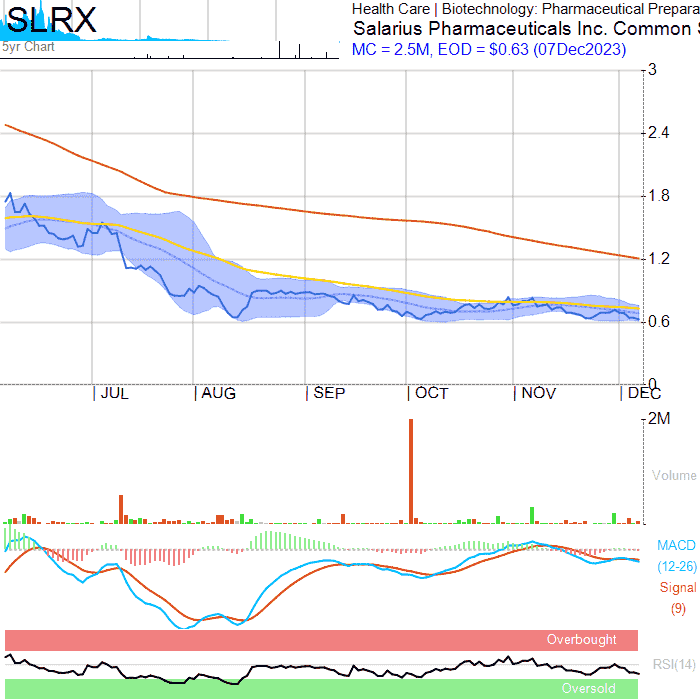 SLRX
5yr Chart
Health Care | Biotechnology: Pharmaceutical Prepara
Salarius Pharmaceuticals Inc. Common S
MC = 2.5M, EOD = $0.63 (07Dec2023)
3
2.4
1.8
1.2
0.6
0
JUL AUG SEP OCT NOV DEC
2M
Volume
MACD
(12-26)
Signal
(9)
Overbought
RSI(14)
Oversold